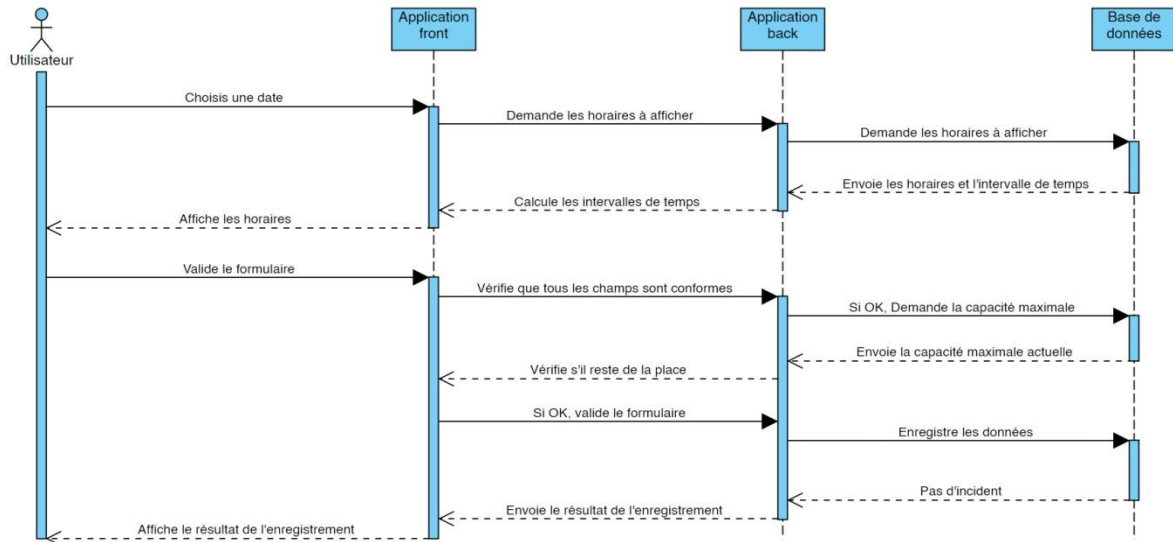 Application
front
Application
back
Base de
données
Utilisateur
Choisis une date
Demande les horaires à afficher
Demande les horaires à afficher
Envoie les horaires et l'intervalle de temps
Calcule les intervalles de temps
Affiche les horaires
Valide le formulaire
Vérifie que tous les champs sont conformes
Si OK, Demande la capacité maximale
Envoie la capacité maximale actuelle
Vérifie s'il reste de la place
Si OK, valide le formulaire
Enregistre les données
Pas d'incident
Envoie le résultat de l'enregistrement
Affiche le résultat de l'enregistrement